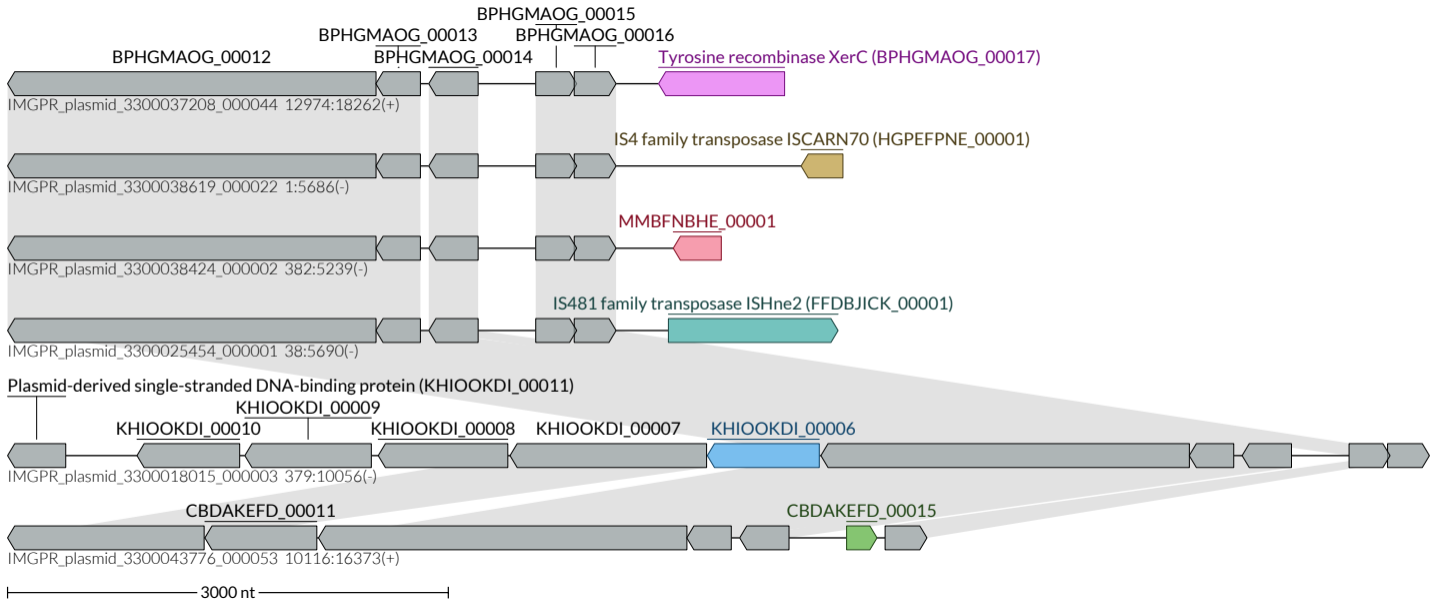 BPHGMAOG_00015
BPHGMAOG_00013
BPHGMAOG_00016
BPHGMAOG_00012
BPHGMAOG_00014
Tyrosine recombinase XerC (BPHGMAOG_00017)
IMGPR_plasmid_3300037208_000044 12974:18262(+)
IS4 family transposase ISCARN70 (HGPEFPNE_00001)
IMGPR_plasmid_3300038619_000022 1:5686(-)
MMBFNBHE_00001
IMGPR_plasmid_3300038424_000002 382:5239(-)
IS481 family transposase ISHne2 (FFDBJICK_00001)
IMGPR_plasmid_3300025454_000001 38:5690(-)
Plasmid-derived single-stranded DNA-binding protein (KHIOOKDI_00011)
KHIOOKDI_00009
KHIOOKDI_00010
KHIOOKDI_00008
KHIOOKDI_00007
KHIOOKDI_00006
IMGPR_plasmid_3300018015_000003 379:10056(-)
CBDAKEFD_00011
CBDAKEFD_00015
IMGPR_plasmid_3300043776_000053 10116:16373(+)
3000 nt